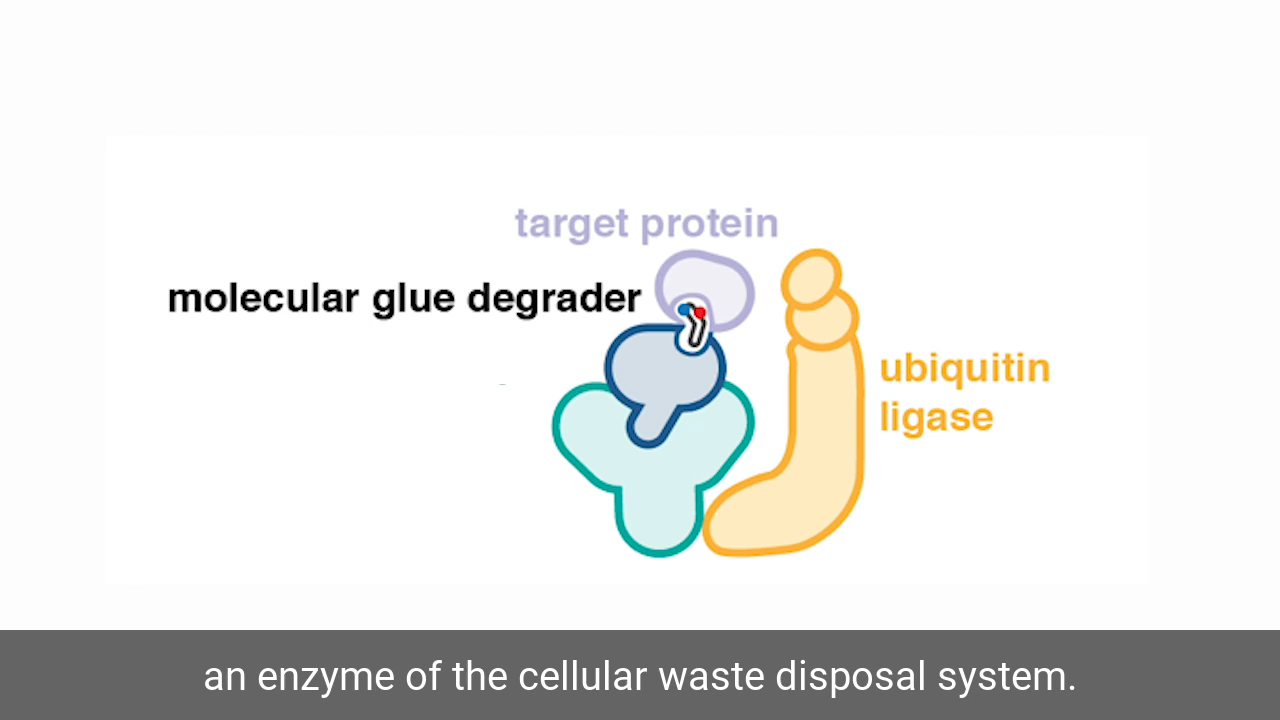 target protein
molecular glue degrader
ubiquitin
ligase
an enzyme of the cellular waste disposal system.